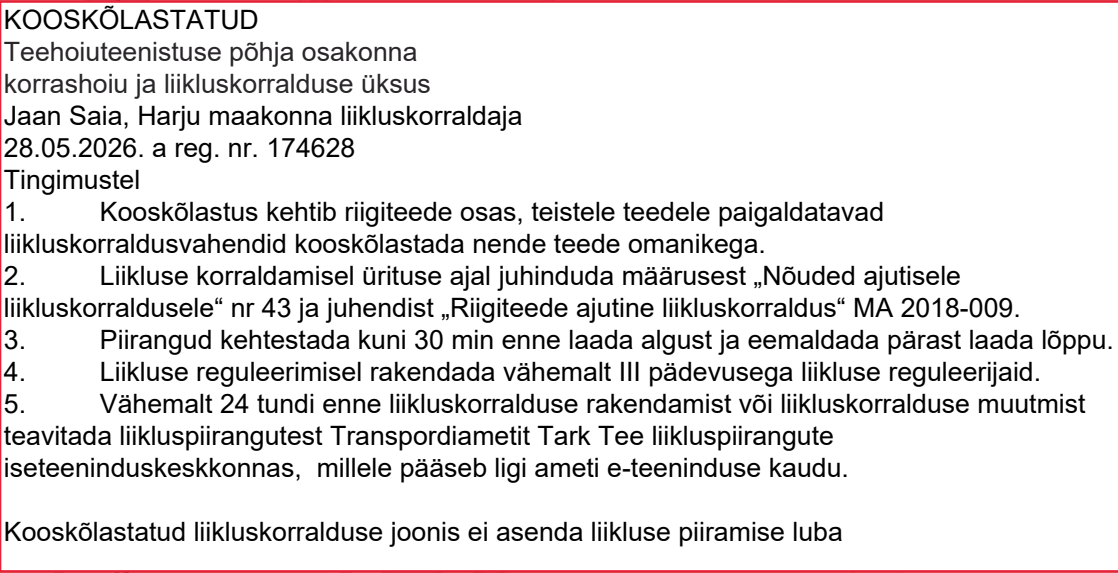 KOOSKÕLASTATUD
Teehoiuteenistuse põhja osakonna
korrashoiu ja liikluskorralduse üksus
Jaan Saia, Harju maakonna liikluskorraldaja
28.05.2026. a reg. nr. 174628
Tingimustel
1. Kooskõlastus kehtib riigiteede osas, teistele teedele paigaldatavad
liikluskorraldusvahendid kooskõlastada nende teede omanikega.
2. Liikluse korraldamisel ürituse ajal juhinduda määrusest „Nõuded ajutisele
liikluskorraldusele“ nr 43 ja juhendist „Riigiteede ajutine liikluskorraldus“ MA 2018-009.
3. Piirangud kehtestada kuni 30 min enne laada algust ja eemaldada pärast laada lõppu.
4. Liikluse reguleerimisel rakendada vähemalt III pädevusega liikluse reguleerijaid.
5. Vähemalt 24 tundi enne liikluskorralduse rakendamist või liikluskorralduse muutmist
teavitada liikluspiirangutest Transpordiametit Tark Tee liikluspiirangute
iseteeninduskeskkonnas, millele pääseb ligi ameti e-teeninduse kaudu.
Kooskõlastatud liikluskorralduse joonis ei asenda liikluse piiramise luba